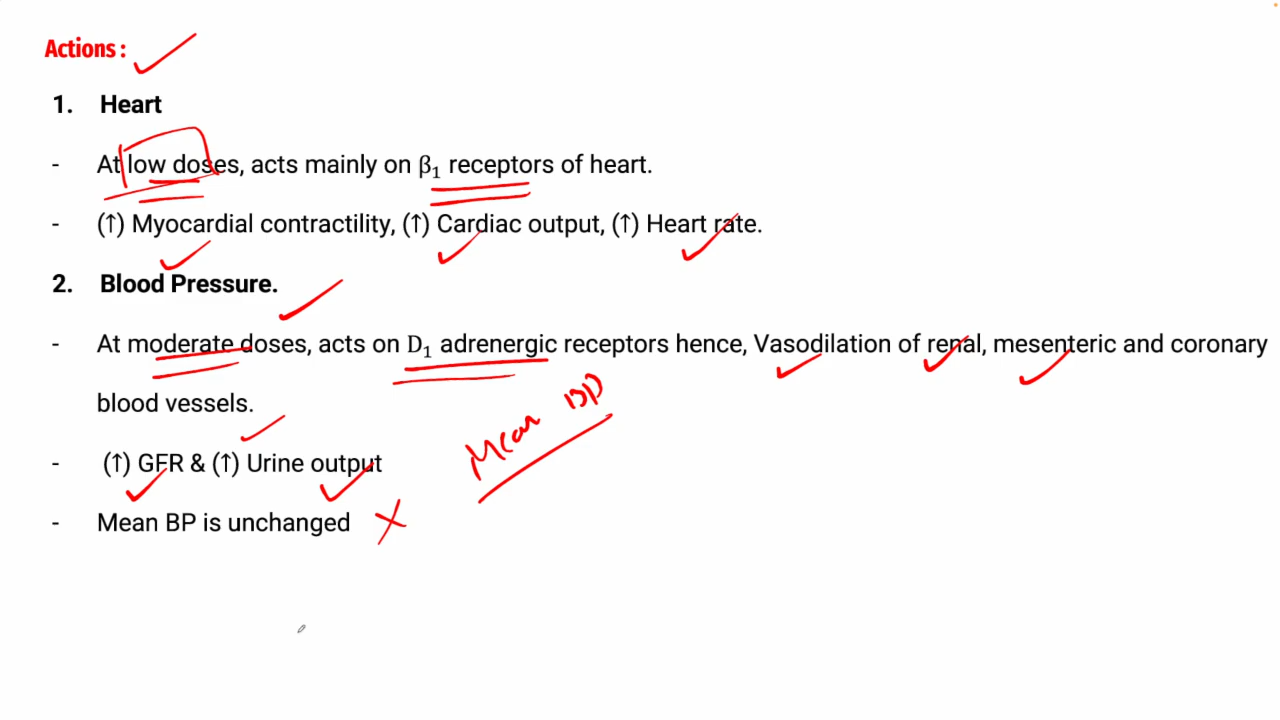 Actions :
1. Heart
- At low doses, acts mainly on β₁ receptors of heart.
- (↑) Myocardial contractility, (↑) Cardiac output, (↑) Heart rate.
2. Blood Pressure.
- At moderate doses, acts on D₁ adrenergic receptors hence, Vasodilation of renal, mesenteric and coronary
blood vessels.
- (↑) GFR & (↑) Urine output
Mean BP
- Mean BP is unchanged